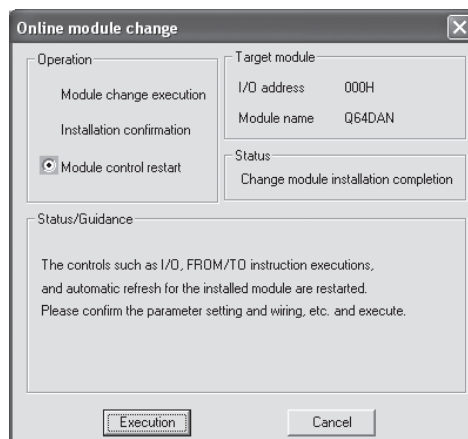 Online module change
Operation
Module change execution
Installation confirmation
Module control restart
Target module
I/O address 000H
Module name Q64DAN
Status
Change module installation completion
Status/Guidance
The controls such as I/O, FROM/TO instruction executions,
and automatic refresh for the installed module are restarted.
Please confirm the parameter setting and wiring, etc. and execute.
Execution Cancel